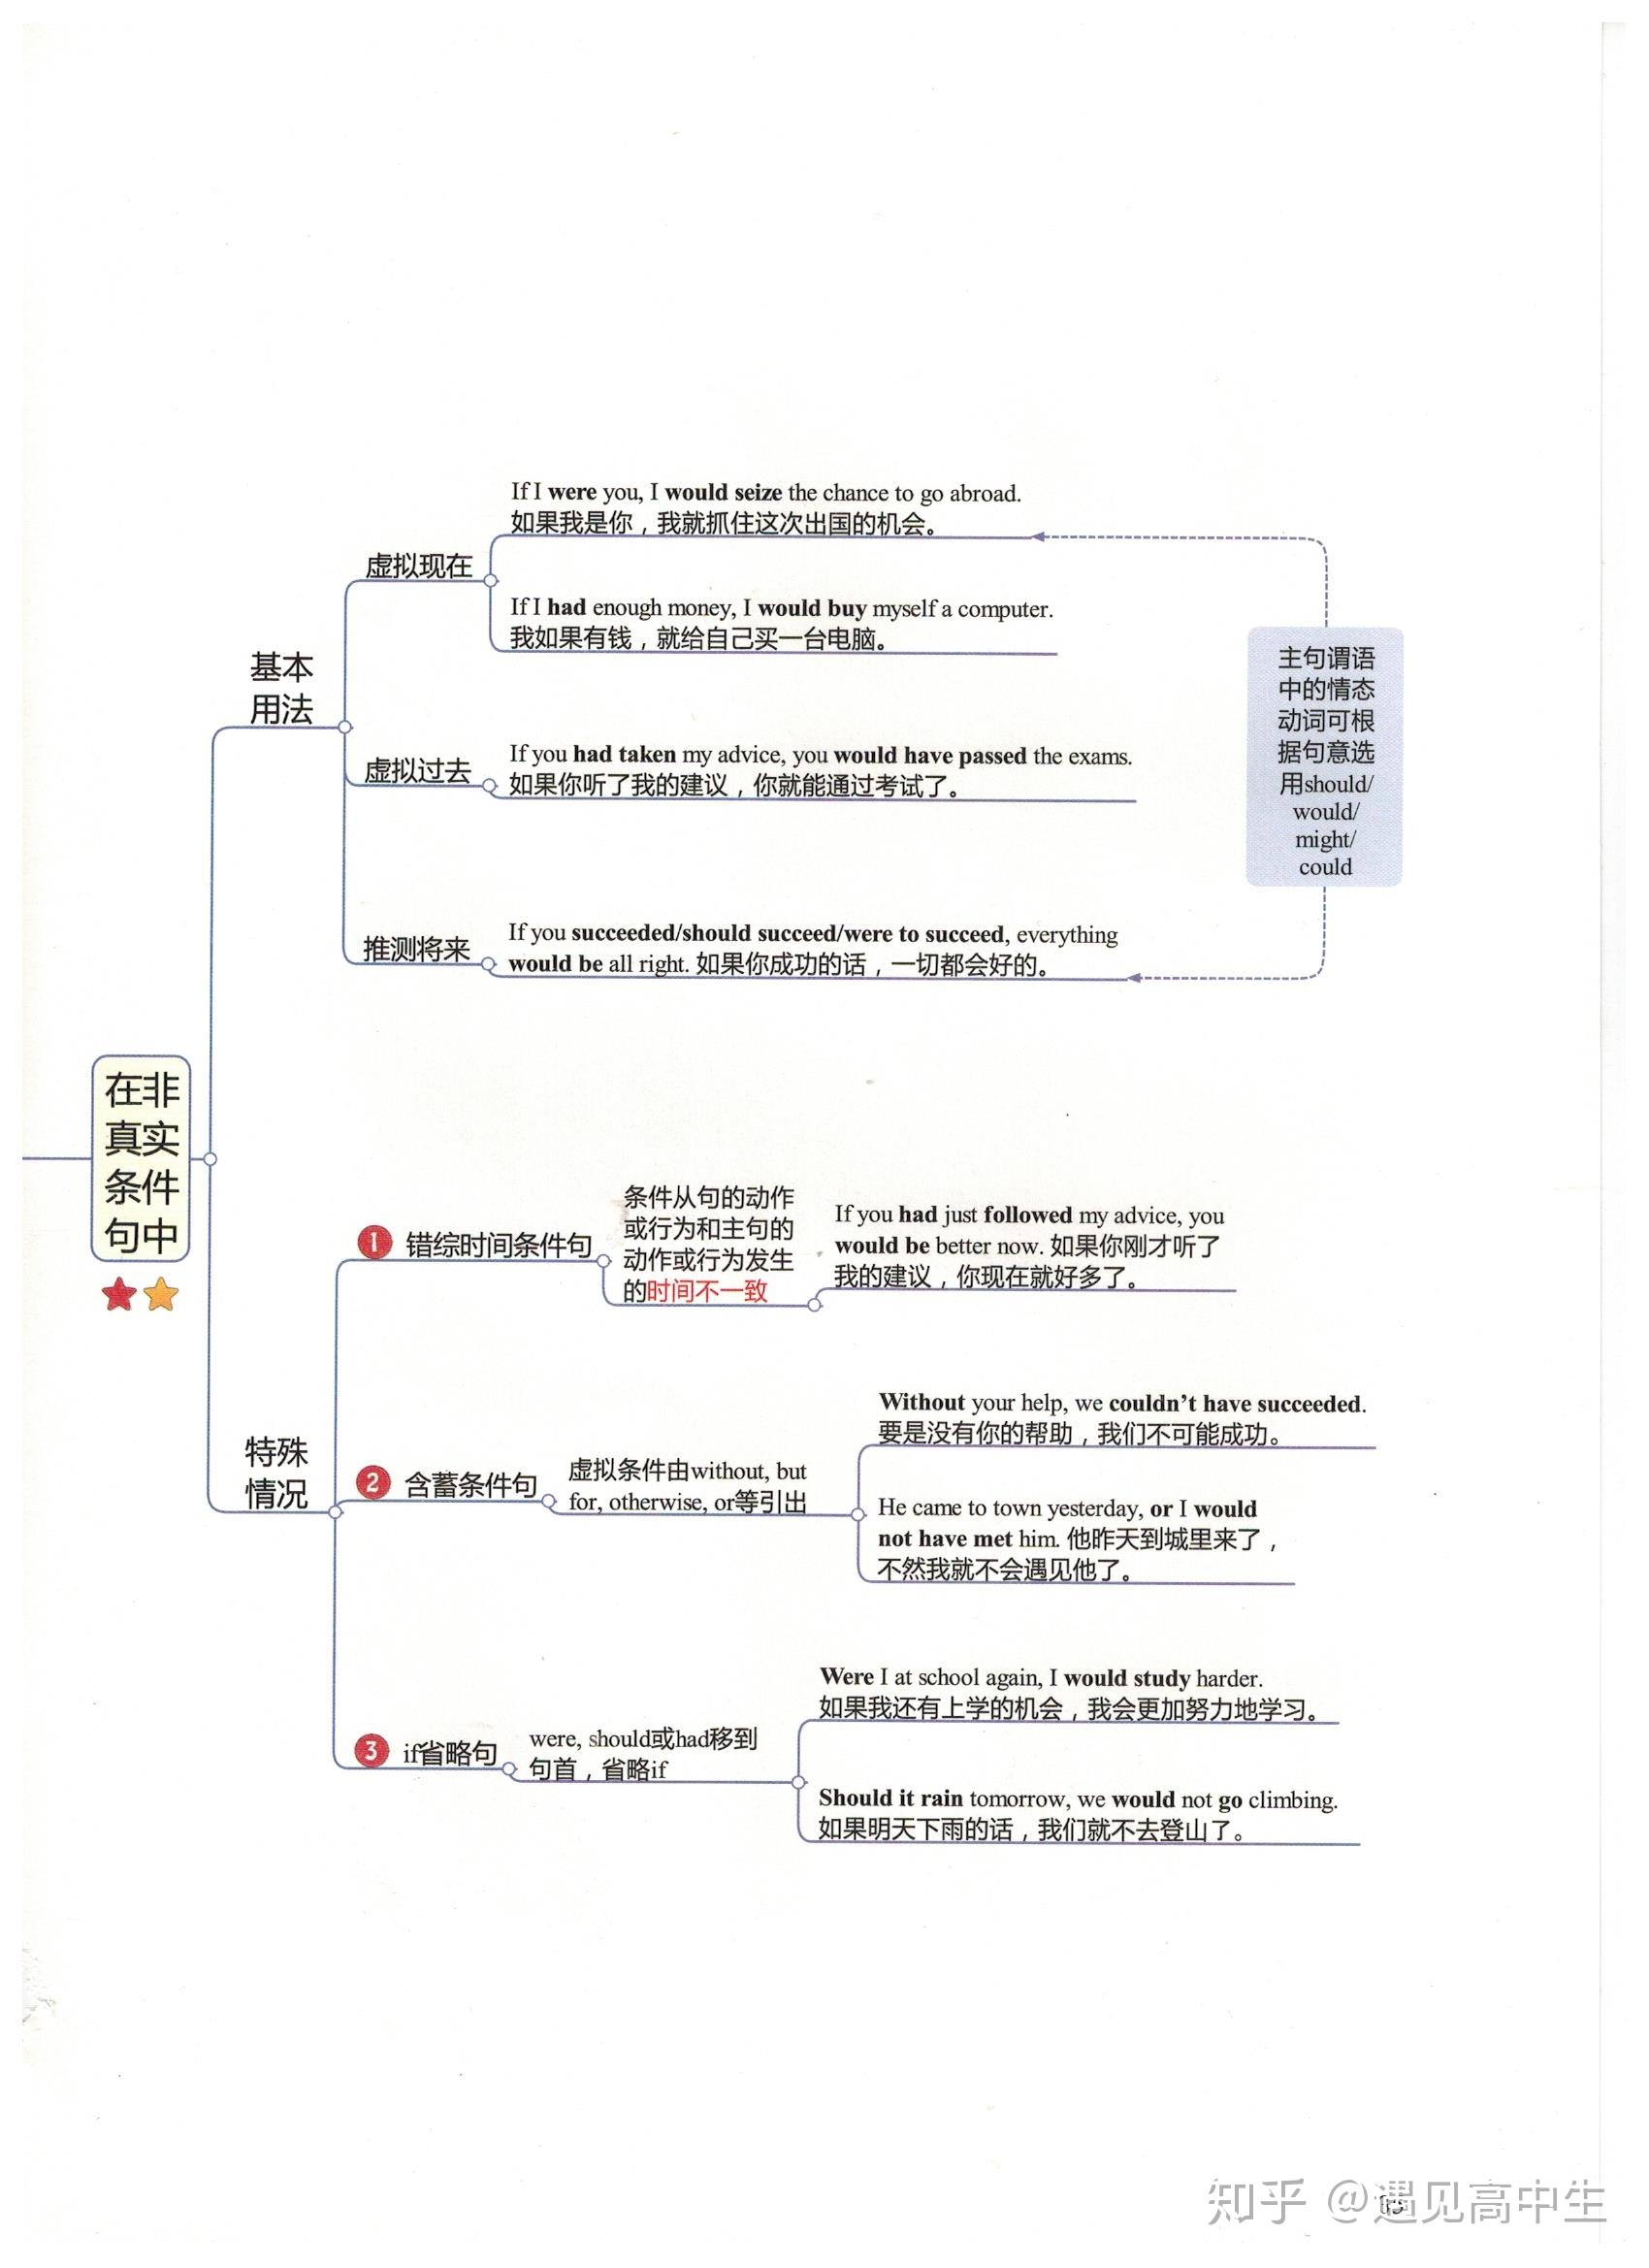 If I were you, I would seize the chance to go abroad.
如果我是你，我就抓住这次出国的机会。
虚拟现在
If I had enough money, I would buy myself a computer.
我如果有钱，就给自己买一台电脑。
基本
用法
主句谓语
中的情态
动词可根
据句意选
用should/
would/
might/
could
虚拟过去
If you had taken my advice, you would have passed the exams.
如果你听了我的建议，你就能通过考试了。
推测将来
If you succeeded/should succeed/were to succeed, everything
would be all right. 如果你成功的话，一切都会好的。
在非
真实
条件
句中
1 错综时间条件句
条件从句的动作
或行为和主句的
动作或行为发生
的时间不一致
If you had just followed my advice, you
would be better now. 如果你刚才听了
我的建议，你现在就好多了。
特殊
情况
2 含蓄条件句
虚拟条件由without, but
for, otherwise, or等引出
Without your help, we couldn't have succeeded.
要是没有你的帮助，我们不可能成功。
He came to town yesterday, or I would
not have met him. 他昨天到城里来了，
不然我就不会遇见他了。
3 if省略句
were, should或had移到
句首，省略if
Were I at school again, I would study harder.
如果我还有上学的机会，我会更加努力地学习。
Should it rain tomorrow, we would not go climbing.
如果明天下雨的话，我们就不去登山了。
知乎 @遇见高中生